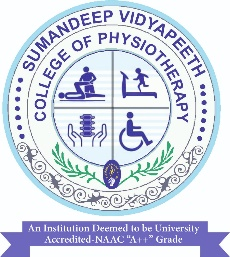 SUMANDEEP VIDYAPEETH
COLLEGE OF PHYSIOTHERAPY
An Institution Deemed to be University
Accredited-NAAC "A++" Grade